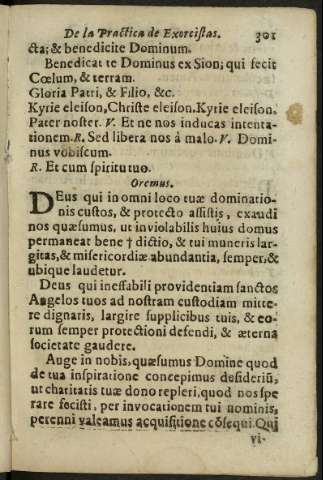 De la Practica de Exorcistas. 301
cta; & benedicite Dominum.
Benedicat te Dominus ex Sion; qui fecit
Cœlum, & terram.
Gloria Patri, & Filio, &c.
Kyrie eleison, Christe eleison. Kyrie eleison.
Pater noster. V. Et ne nos inducas intenta-
tionem. R. Sed libera nos à malo. V. Domi-
nus vobiscum.
R. Et cum spiritu tuo.
Oremus.
DEus qui in omni loco tuæ dominatio-
nis custos, & protecto assistis, exaudi
nos quæsumus, ut inviolabilis huius domus
permaneat bene † dictio, & tui muneris lar-
gitas, & misericordiæ abundantia, semper, &
ubique laudetur.
Deus qui ineffabili providentiam sanctos
Angelos tuos ad nostram custodiam mitte-
re dignaris, largire supplicibus tuis, & eo-
rum semper protectioni defendi, & æterna
societate gaudere.
Auge in nobis, quæsumus Domine quod
de tua inspiratione concepimus desideriũ,
ut charitatis tuæ dono repleri, quod nos spe
rare fecisti, per invocationem tui nominis,
perenni valeamus acquisitione cõsequi. Qui
vi-